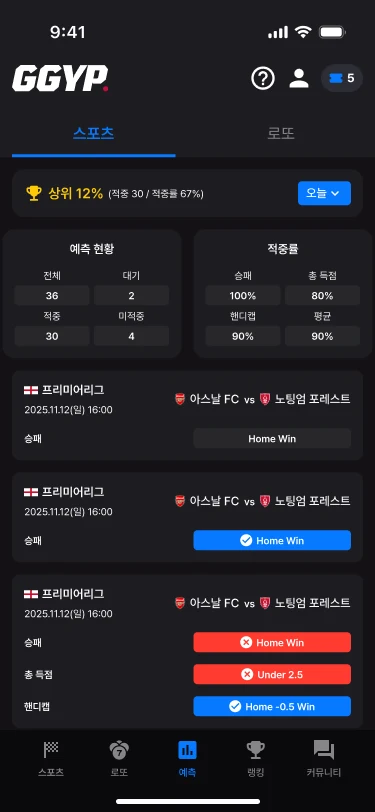 9:41
GGYP.
5
스포츠 로또
상위 12% (적중 30 / 적중률 67%) 오늘
예측 현황
전체 대기
36 2
적중 미적중
30 4
적중률
승패 총 득점
100% 80%
핸디캡 평균
90% 90%
프리미어리그
2025.11.12(일) 16:00
아스날 FC vs 노팅엄 포레스트
승패 Home Win
프리미어리그
2025.11.12(일) 16:00
아스날 FC vs 노팅엄 포레스트
승패 Home Win
프리미어리그
2025.11.12(일) 16:00
아스날 FC vs 노팅엄 포레스트
승패 Home Win
총 득점 Under 2.5
핸디캡 Home -0.5 Win
7
스포츠 로또 예측 랭킹 커뮤니티